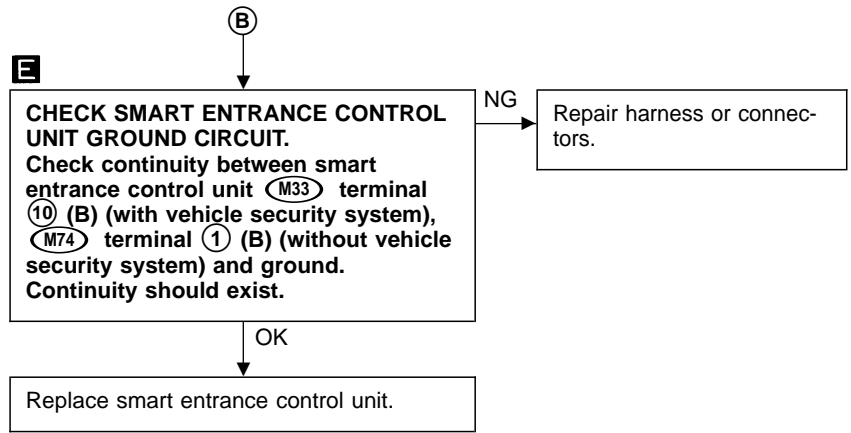 B
E
CHECK SMART ENTRANCE CONTROL
UNIT GROUND CIRCUIT.
Check continuity between smart
entrance control unit M33 terminal
10 (B) (with vehicle security system),
M74 terminal 1 (B) (without vehicle
security system) and ground.
Continuity should exist.
NG
Repair harness or connec-
tors.
OK
Replace smart entrance control unit.